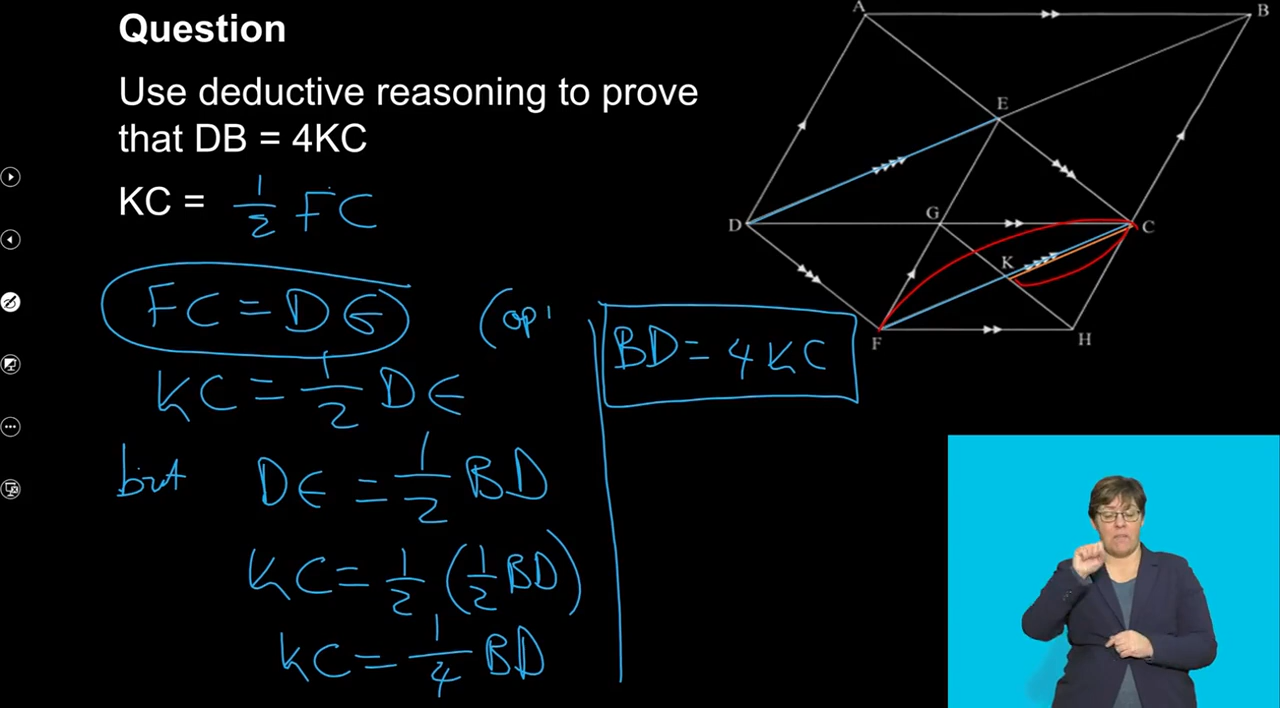 Question
Use deductive reasoning to prove
that DB = 4KC
KC = 1/2 FC
FC = DE (op
KC = 1/2 DE
but DE = 1/2 BD
KC = 1/2 (1/2 BD)
KC = 1/4 BD
BD = 4KC
A
B
E
D
G
C
K
F
H